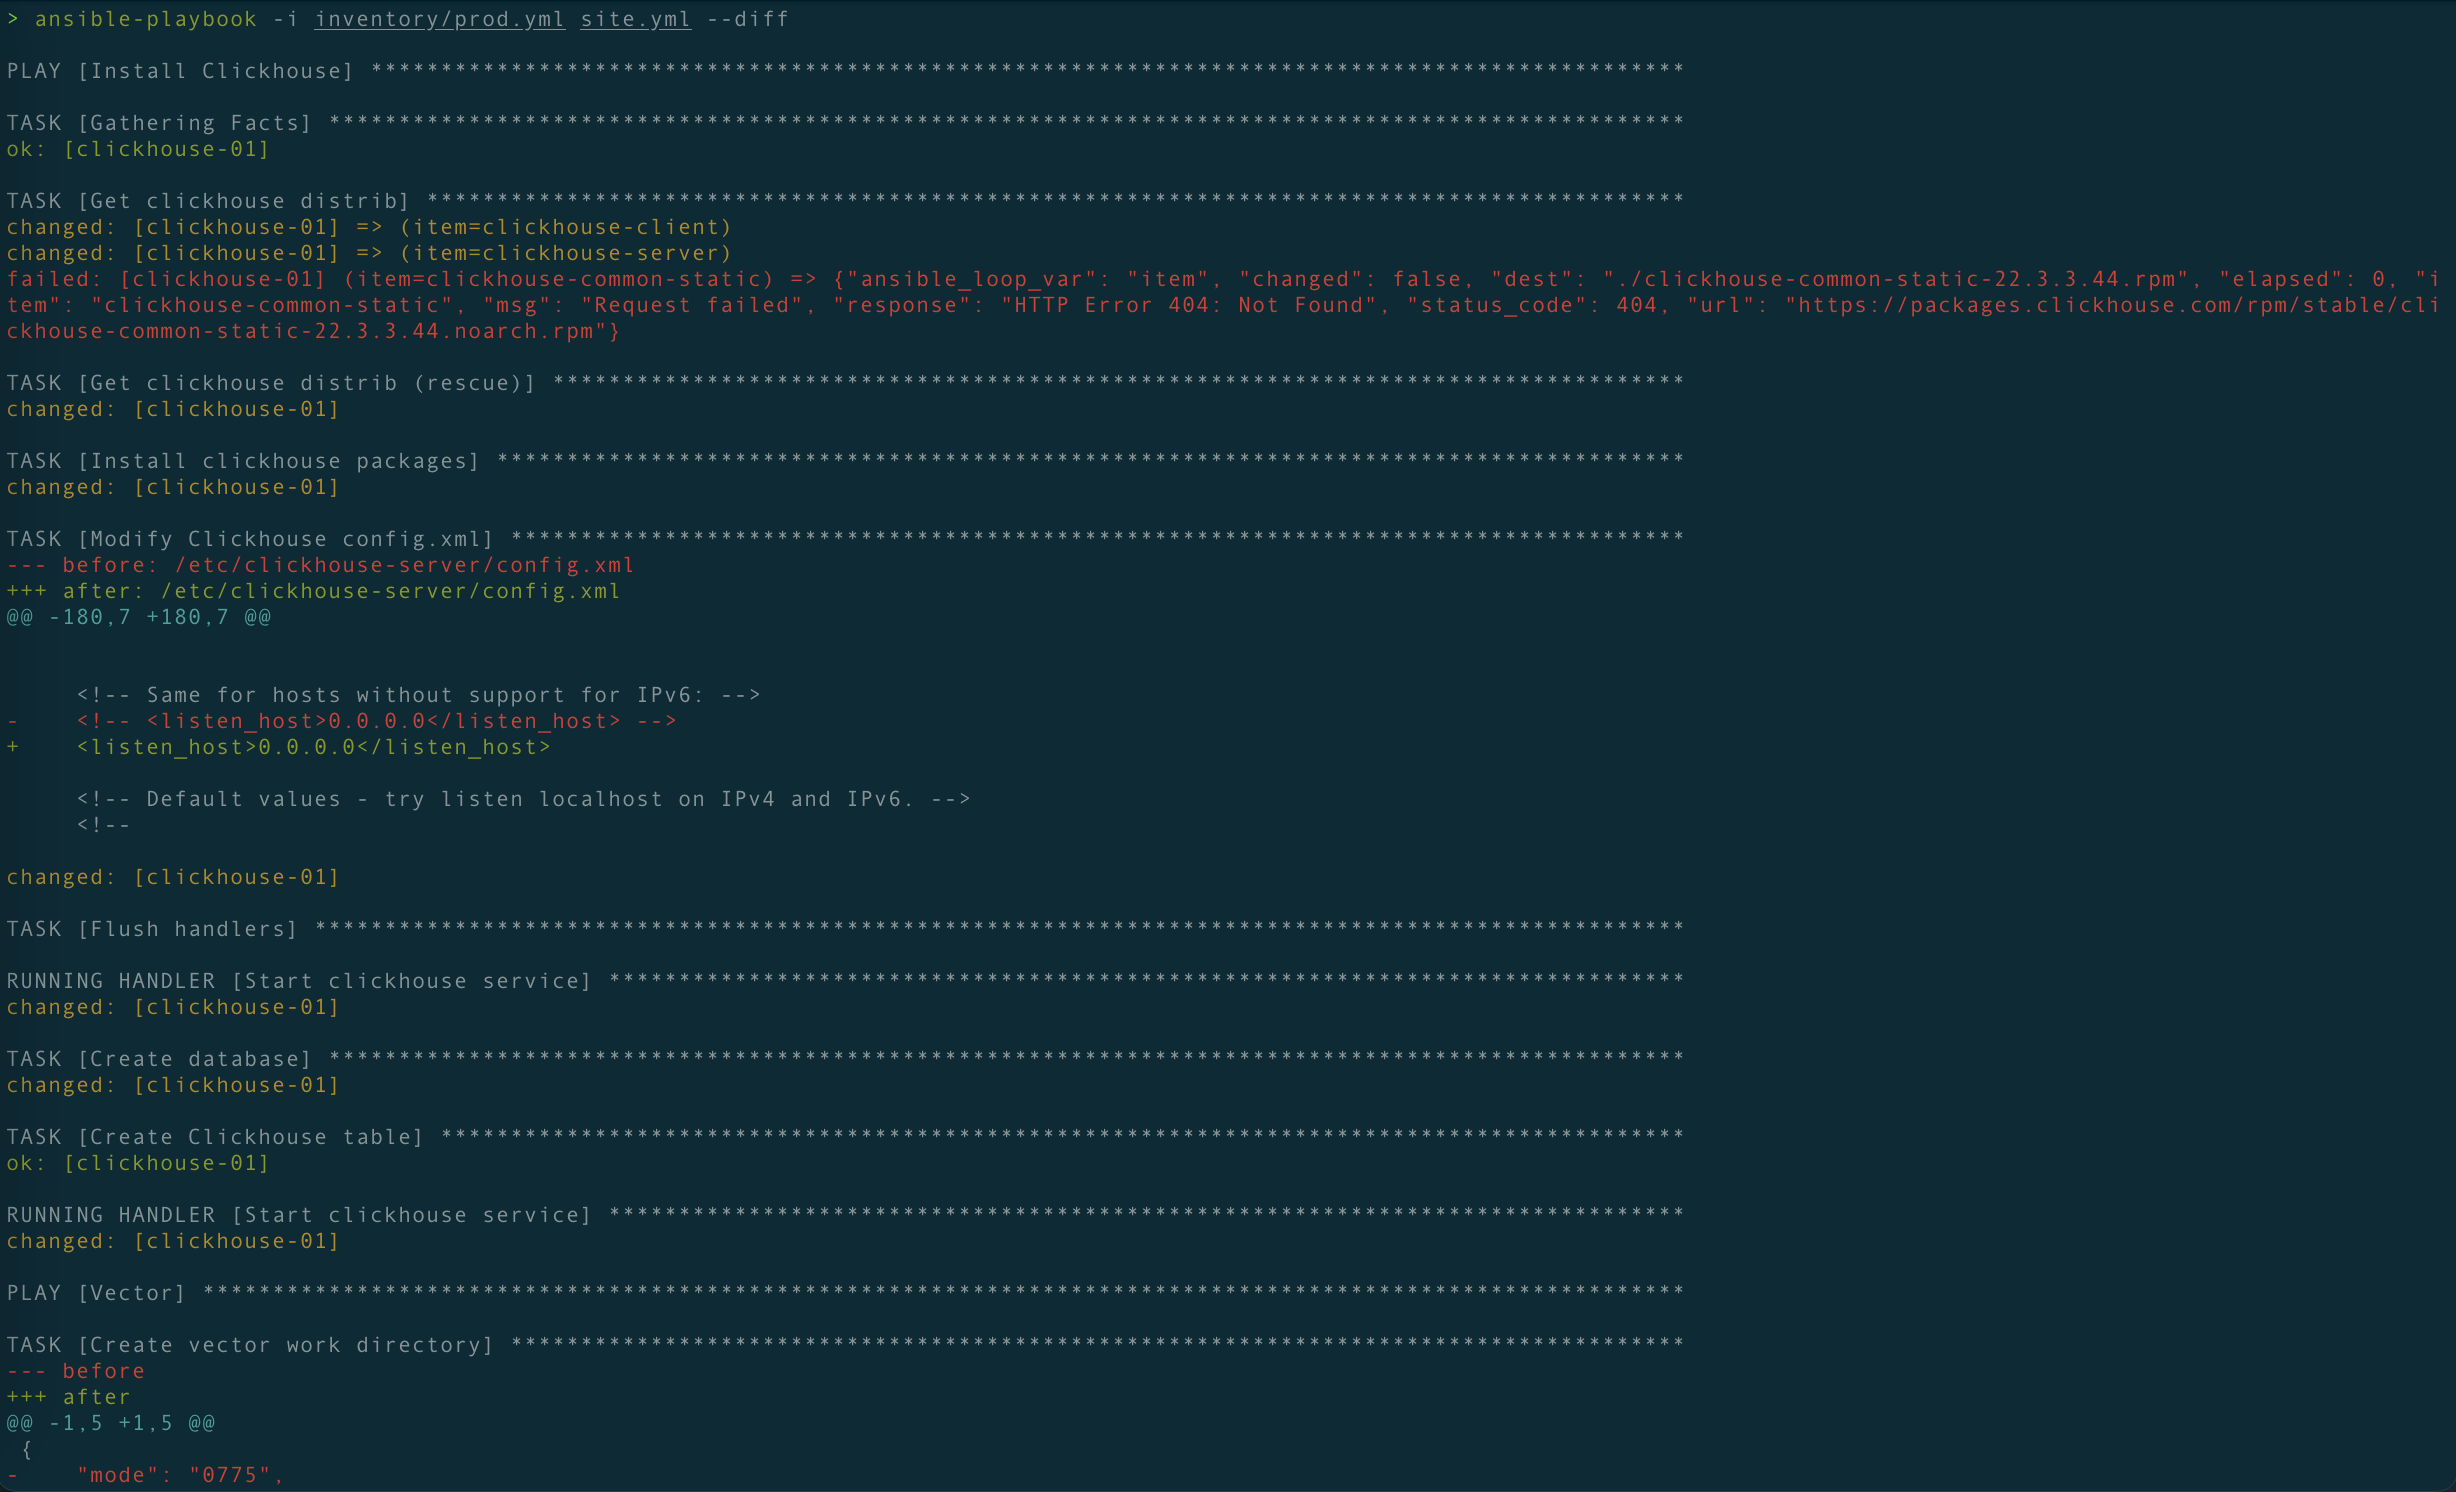 > ansible-playbook -i inventory/prod.yml site.yml --diff
PLAY [Install Clickhouse] **********************************************************************************************
TASK [Gathering Facts] *************************************************************************************************
ok: [clickhouse-01]
TASK [Get clickhouse distrib] ******************************************************************************************
changed: [clickhouse-01] => (item=clickhouse-client)
changed: [clickhouse-01] => (item=clickhouse-server)
failed: [clickhouse-01] (item=clickhouse-common-static) => {"ansible_loop_var": "item", "changed": false, "dest": "./clickhouse-common-static-22.3.3.44.rpm", "elapsed": 0, "i
tem": "clickhouse-common-static", "msg": "Request failed", "response": "HTTP Error 404: Not Found", "status_code": 404, "url": "https://packages.clickhouse.com/rpm/stable/cli
ckhouse-common-static-22.3.3.44.noarch.rpm"}
TASK [Get clickhouse distrib (rescue)] *********************************************************************************
changed: [clickhouse-01]
TASK [Install clickhouse packages] *************************************************************************************
changed: [clickhouse-01]
TASK [Modify Clickhouse config.xml] ************************************************************************************
--- before: /etc/clickhouse-server/config.xml
+++ after: /etc/clickhouse-server/config.xml
@@ -180,7 +180,7 @@
     <!-- Same for hosts without support for IPv6: -->
-    <!-- <listen_host>0.0.0.0</listen_host> -->
+    <listen_host>0.0.0.0</listen_host>
     <!-- Default values - try listen localhost on IPv4 and IPv6. -->
     <!--
changed: [clickhouse-01]
TASK [Flush handlers] **************************************************************************************************
RUNNING HANDLER [Start clickhouse service] *****************************************************************************
changed: [clickhouse-01]
TASK [Create database] *************************************************************************************************
changed: [clickhouse-01]
TASK [Create Clickhouse table] *****************************************************************************************
ok: [clickhouse-01]
RUNNING HANDLER [Start clickhouse service] *****************************************************************************
changed: [clickhouse-01]
PLAY [Vector] **********************************************************************************************************
TASK [Create vector work directory] ************************************************************************************
--- before
+++ after
@@ -1,5 +1,5 @@
 {
-    "mode": "0775",